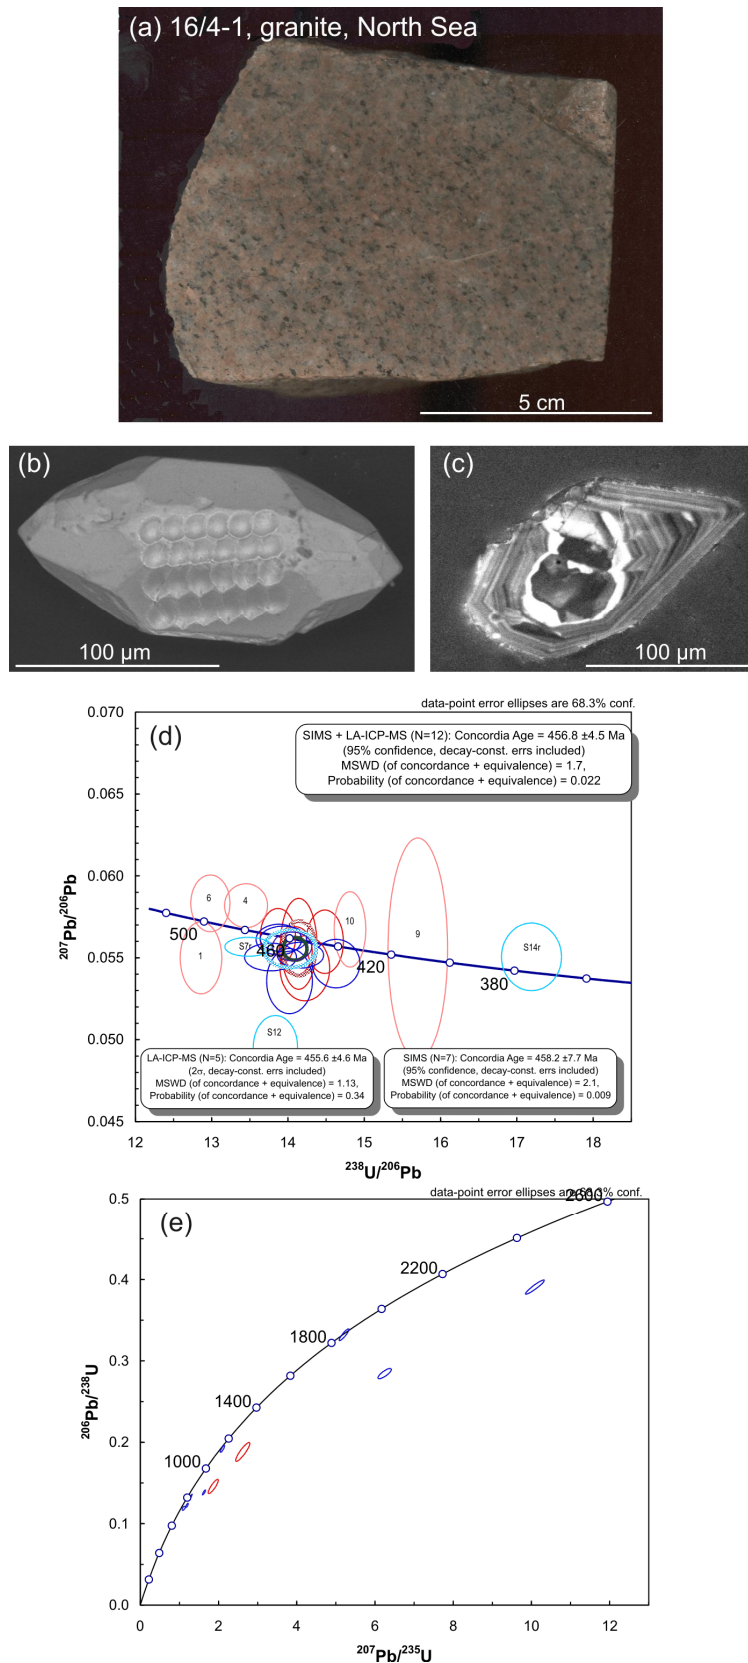 (a) 16/4-1, granite, North Sea
5 cm
(b)
100 µm
(c)
100 µm
data-point error ellipses are 68.3% conf.
(d)
SIMS + LA-ICP-MS (N=12): Concordia Age = 456.8 ±4.5 Ma
(95% confidence, decay-const. errs included)
MSWD (of concordance + equivalence) = 1.7,
Probability (of concordance + equivalence) = 0.022
0.070
0.065
0.060
0.055
0.050
0.045
207Pb/206Pb
6
4
10
9
500
S7r
460
420
S14r
1
380
S12
LA-ICP-MS (N=5): Concordia Age = 455.6 ±4.6 Ma
(2σ, decay-const. errs included)
MSWD (of concordance + equivalence) = 1.13,
Probability (of concordance + equivalence) = 0.34
SIMS (N=7): Concordia Age = 458.2 ±7.7 Ma
(95% confidence, decay-const. errs included)
MSWD (of concordance + equivalence) = 2.1,
Probability (of concordance + equivalence) = 0.009
12 13 14 15 16 17 18
238U/206Pb
data-point error ellipses are 68.3% conf.
(e)
2600
2200
1800
1400
1000
0.5
0.4
0.3
0.2
0.1
0.0
206Pb/238U
0 2 4 6 8 10 12
207Pb/235U